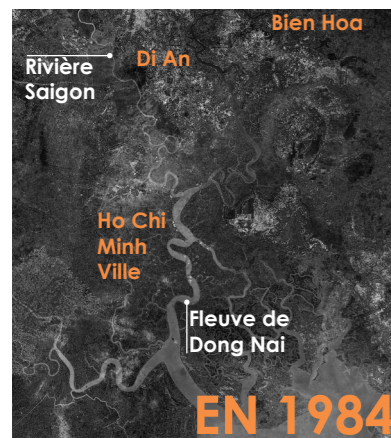 Bien Hoa
Di An
Rivière
Saigon
Ho Chi
Minh
Ville
Fleuve de
Dong Nai
EN 1984